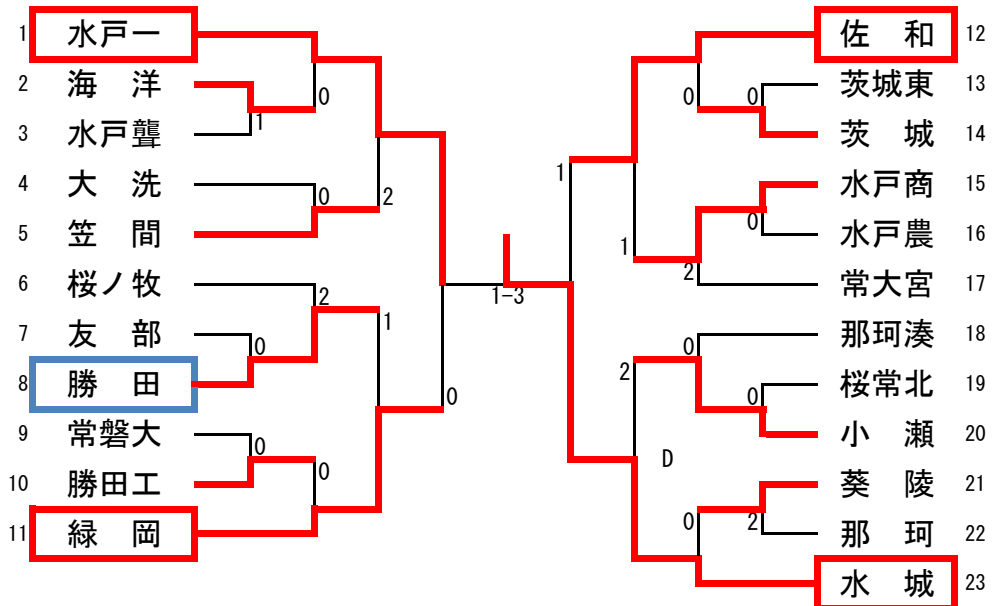 1 水戸一
2 海 洋
3 水戸聾
4 大 洗
5 笠 間
6 桜ノ牧
7 友 部
8 勝 田
9 常磐大
10 勝田工
11 緑 岡
0
1
0
2
2
1
0
0
0
0
1-3
佐 和 12
茨城東 13
茨 城 14
水戸商 15
水戸農 16
常大宮 17
那珂湊 18
桜常北 19
小 瀬 20
葵 陵 21
那 珂 22
水 城 23
0
0
1
0
1
2
0
2
0
D
0
2